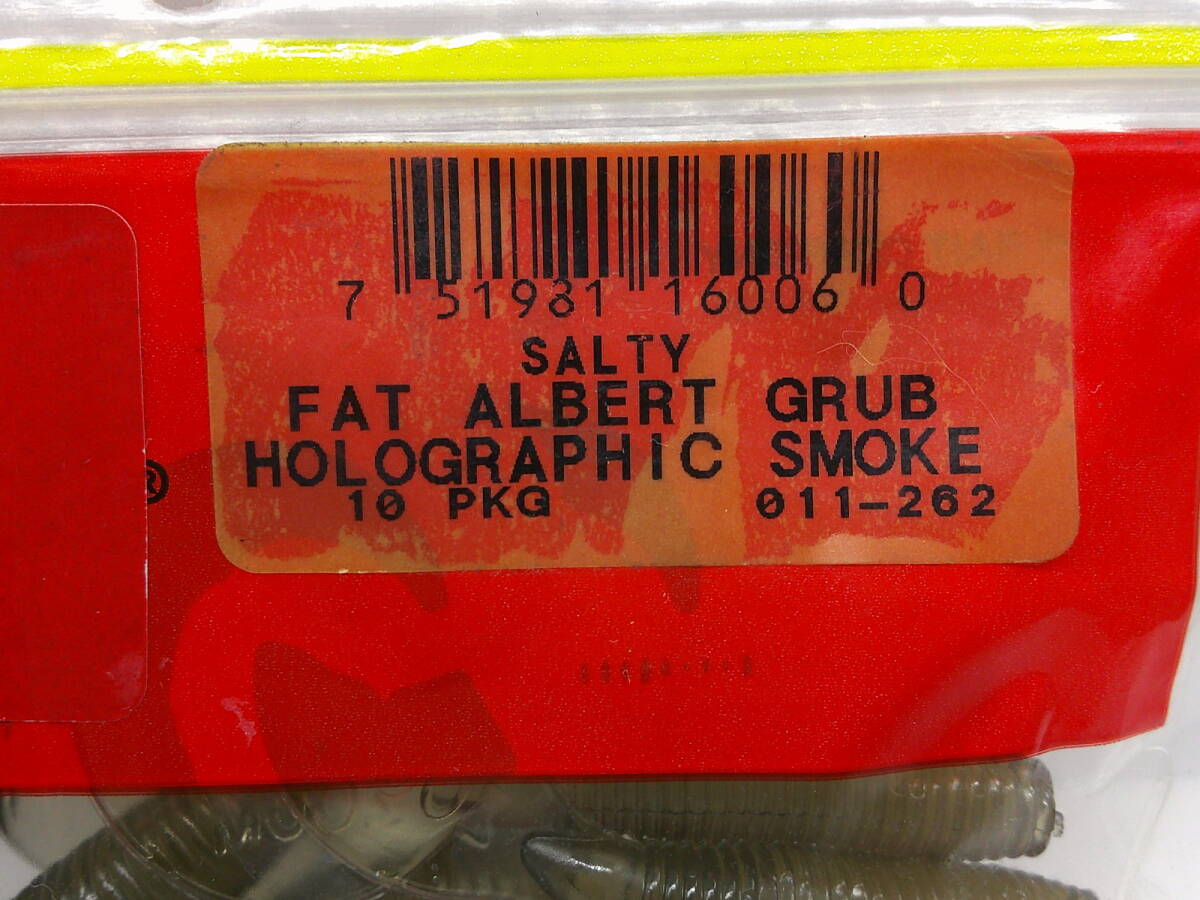 7 51981 16006 0
SALTY
FAT ALBERT GRUB
HOLOGRAPHIC SMOKE
10 PKG 011-262
®